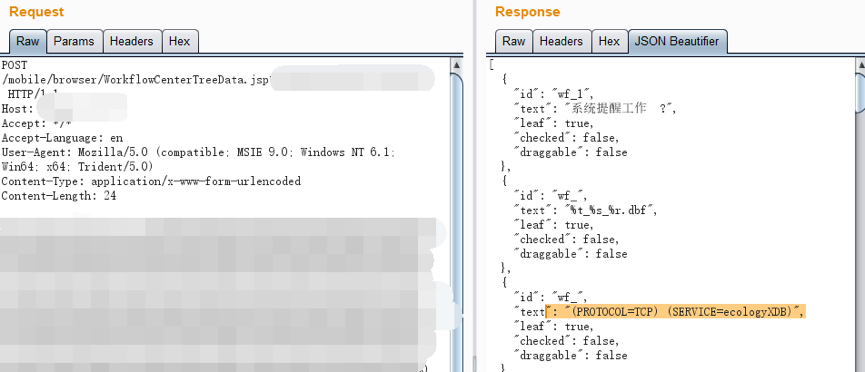 Request
Raw Params Headers Hex
POST
/mobile/browser/WorkflowCenterTreeData.jsp
HTTP/1.1
Host:
Accept: */*
Accept-Language: en
User-Agent: Mozilla/5.0 (compatible; MSIE 9.0; Windows NT 6.1;
Win64; x64; Trident/5.0)
Content-Type: application/x-www-form-urlencoded
Content-Length: 24
Response
Raw Headers Hex JSON Beautifier
[
{
"id": "wf_1",
"text": "系统提醒工作 ?",
"leaf": true,
"checked": false,
"draggable": false
},
{
"id": "wf_",
"text": "%t_%s_%r.dbf",
"leaf": true,
"checked": false,
"draggable": false
},
{
"id": "wf_",
"text": "(PROTOCOL=TCP) (SERVICE=ecologyXDB)",
"leaf": true,
"checked": false,
"draggable": false
}